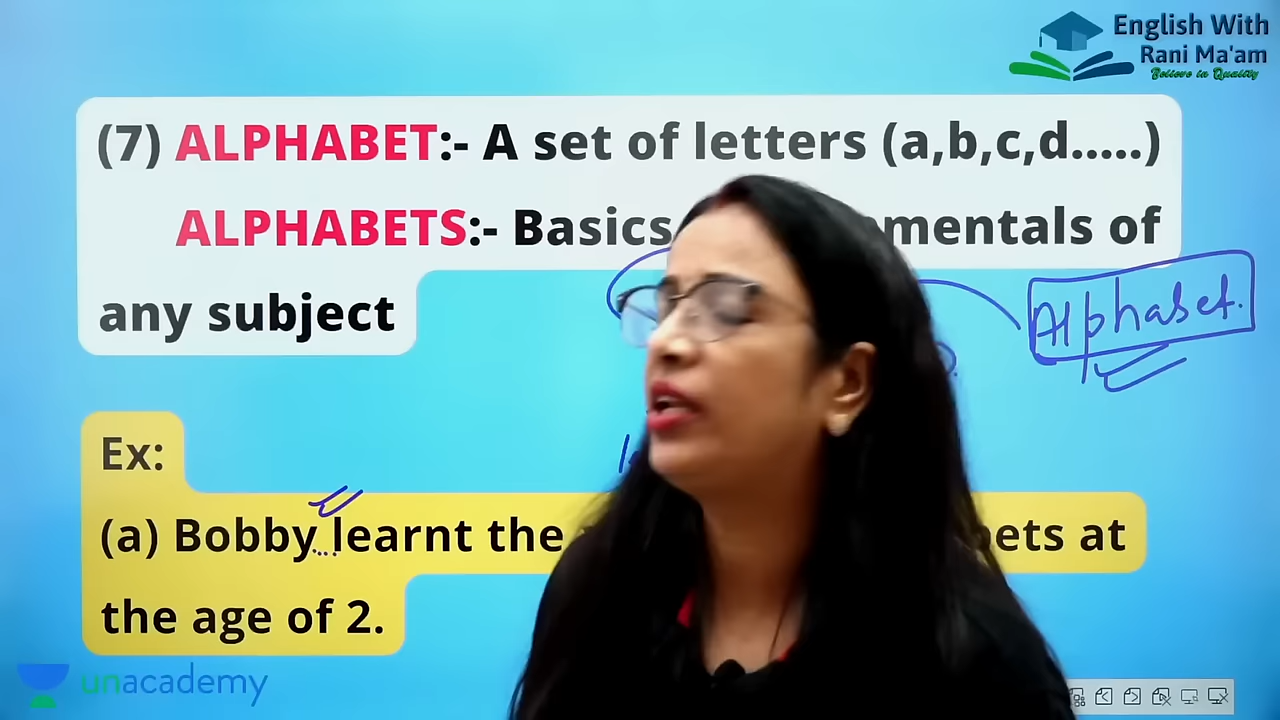 English With
Rani Ma'am
Believe in Quality
(7) ALPHABET:- A set of letters (a,b,c,d.....)
ALPHABETS:- Basics mentals of
any subject
Alphabet.
Ex:
(a) Bobby learnt the bets at
the age of 2.
unacademy